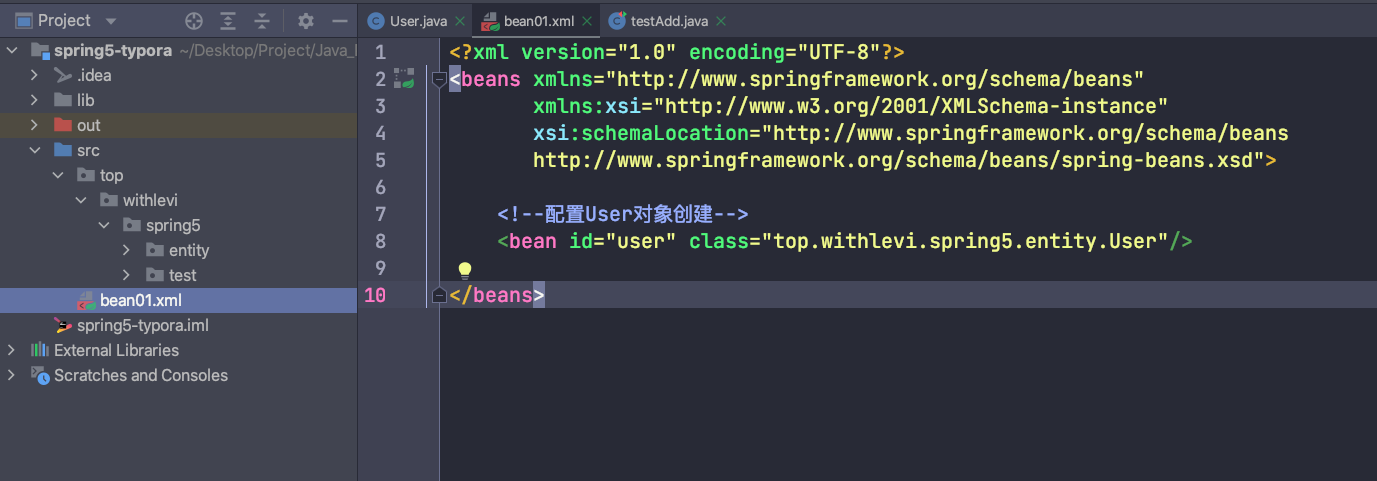 Project
User.java
bean01.xml
testAdd.java
spring5-typora ~/Desktop/Project/Java_
.idea
lib
out
src
top
withlevi
spring5
entity
test
bean01.xml
spring5-typora.iml
External Libraries
Scratches and Consoles
1 <?xml version="1.0" encoding="UTF-8"?>
2 <beans xmlns="http://www.springframework.org/schema/beans"
3 xmlns:xsi="http://www.w3.org/2001/XMLSchema-instance"
4 xsi:schemaLocation="http://www.springframework.org/schema/beans
5 http://www.springframework.org/schema/beans/spring-beans.xsd">
6
7 <!--配置User对象创建-->
8 <bean id="user" class="top.withlevi.spring5.entity.User"/>
9
10 </beans>